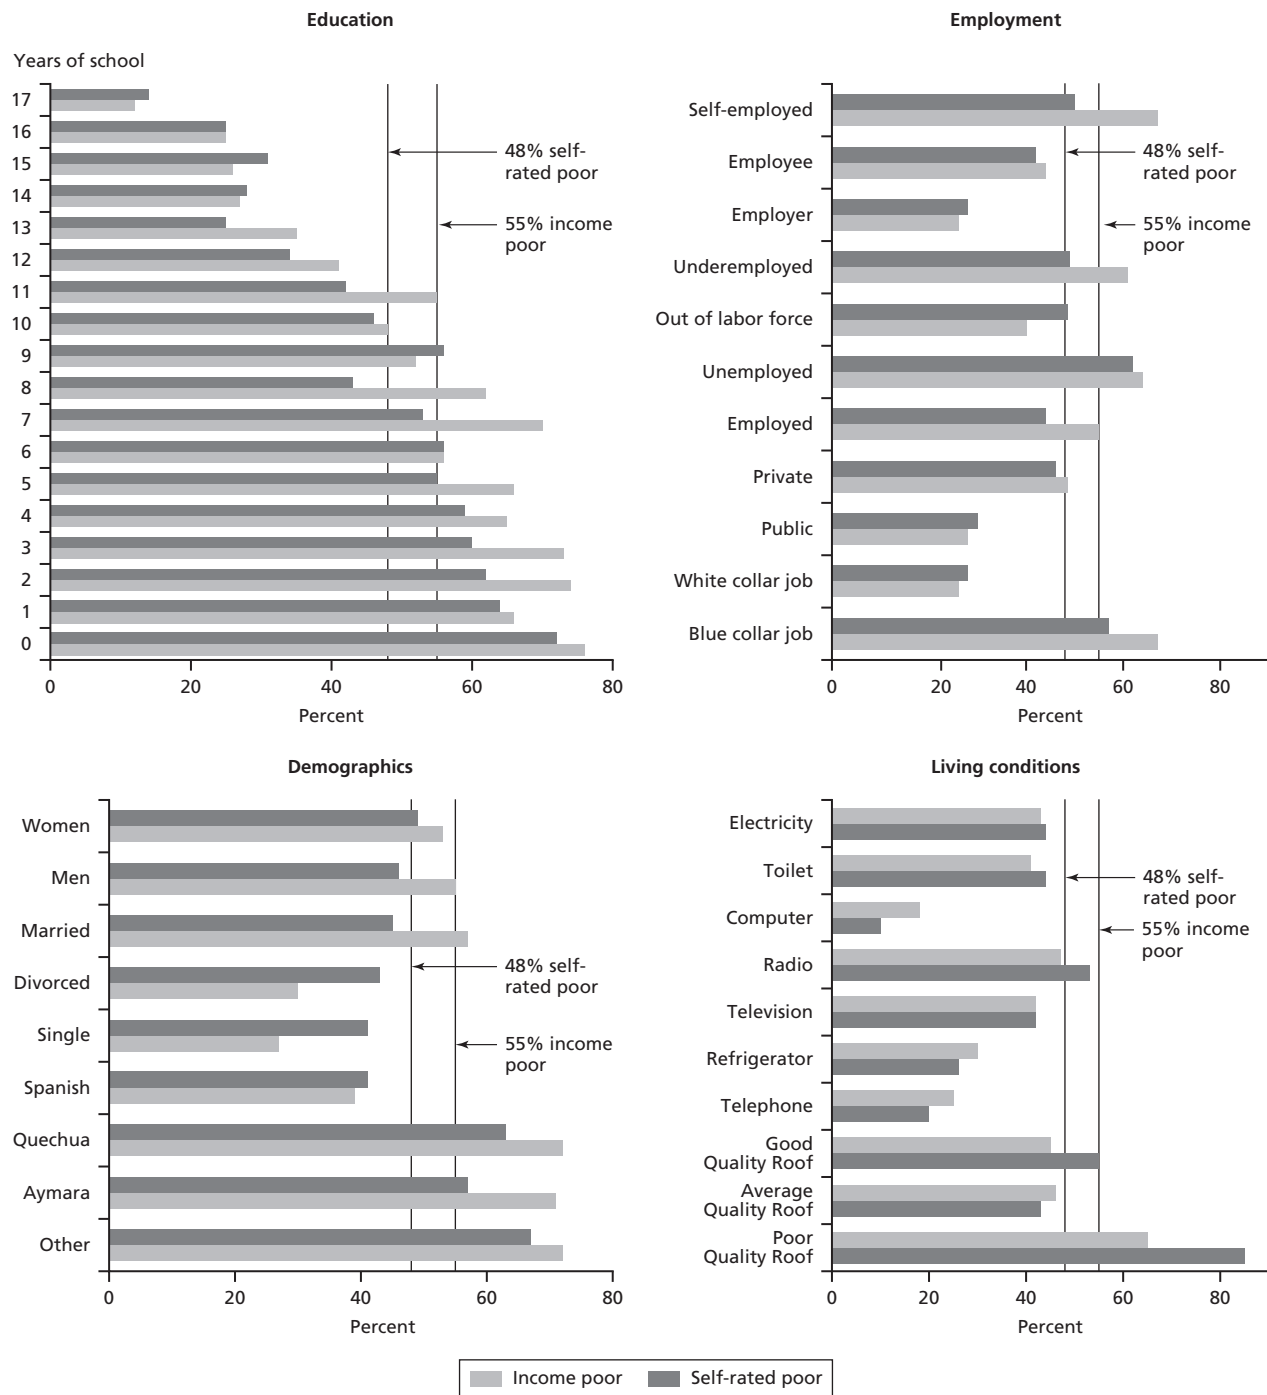 Education
Years of school
17
16
15
14
13
12
11
10
9
8
7
6
5
4
3
2
1
0
48% self-
rated poor
55% income
poor
0 20 40 60 80
Percent
Employment
Self-employed
Employee
Employer
Underemployed
Out of labor force
Unemployed
Employed
Private
Public
White collar job
Blue collar job
48% self-
rated poor
55% income
poor
0 20 40 60 80
Percent
Demographics
Women
Men
Married
Divorced
Single
Spanish
Quechua
Aymara
Other
48% self-
rated poor
55% income
poor
0 20 40 60 80
Percent
Living conditions
Electricity
Toilet
Computer
Radio
Television
Refrigerator
Telephone
Good
Quality Roof
Average
Quality Roof
Poor
Quality Roof
48% self-
rated poor
55% income
poor
0 20 40 60 80
Percent
Income poor Self-rated poor